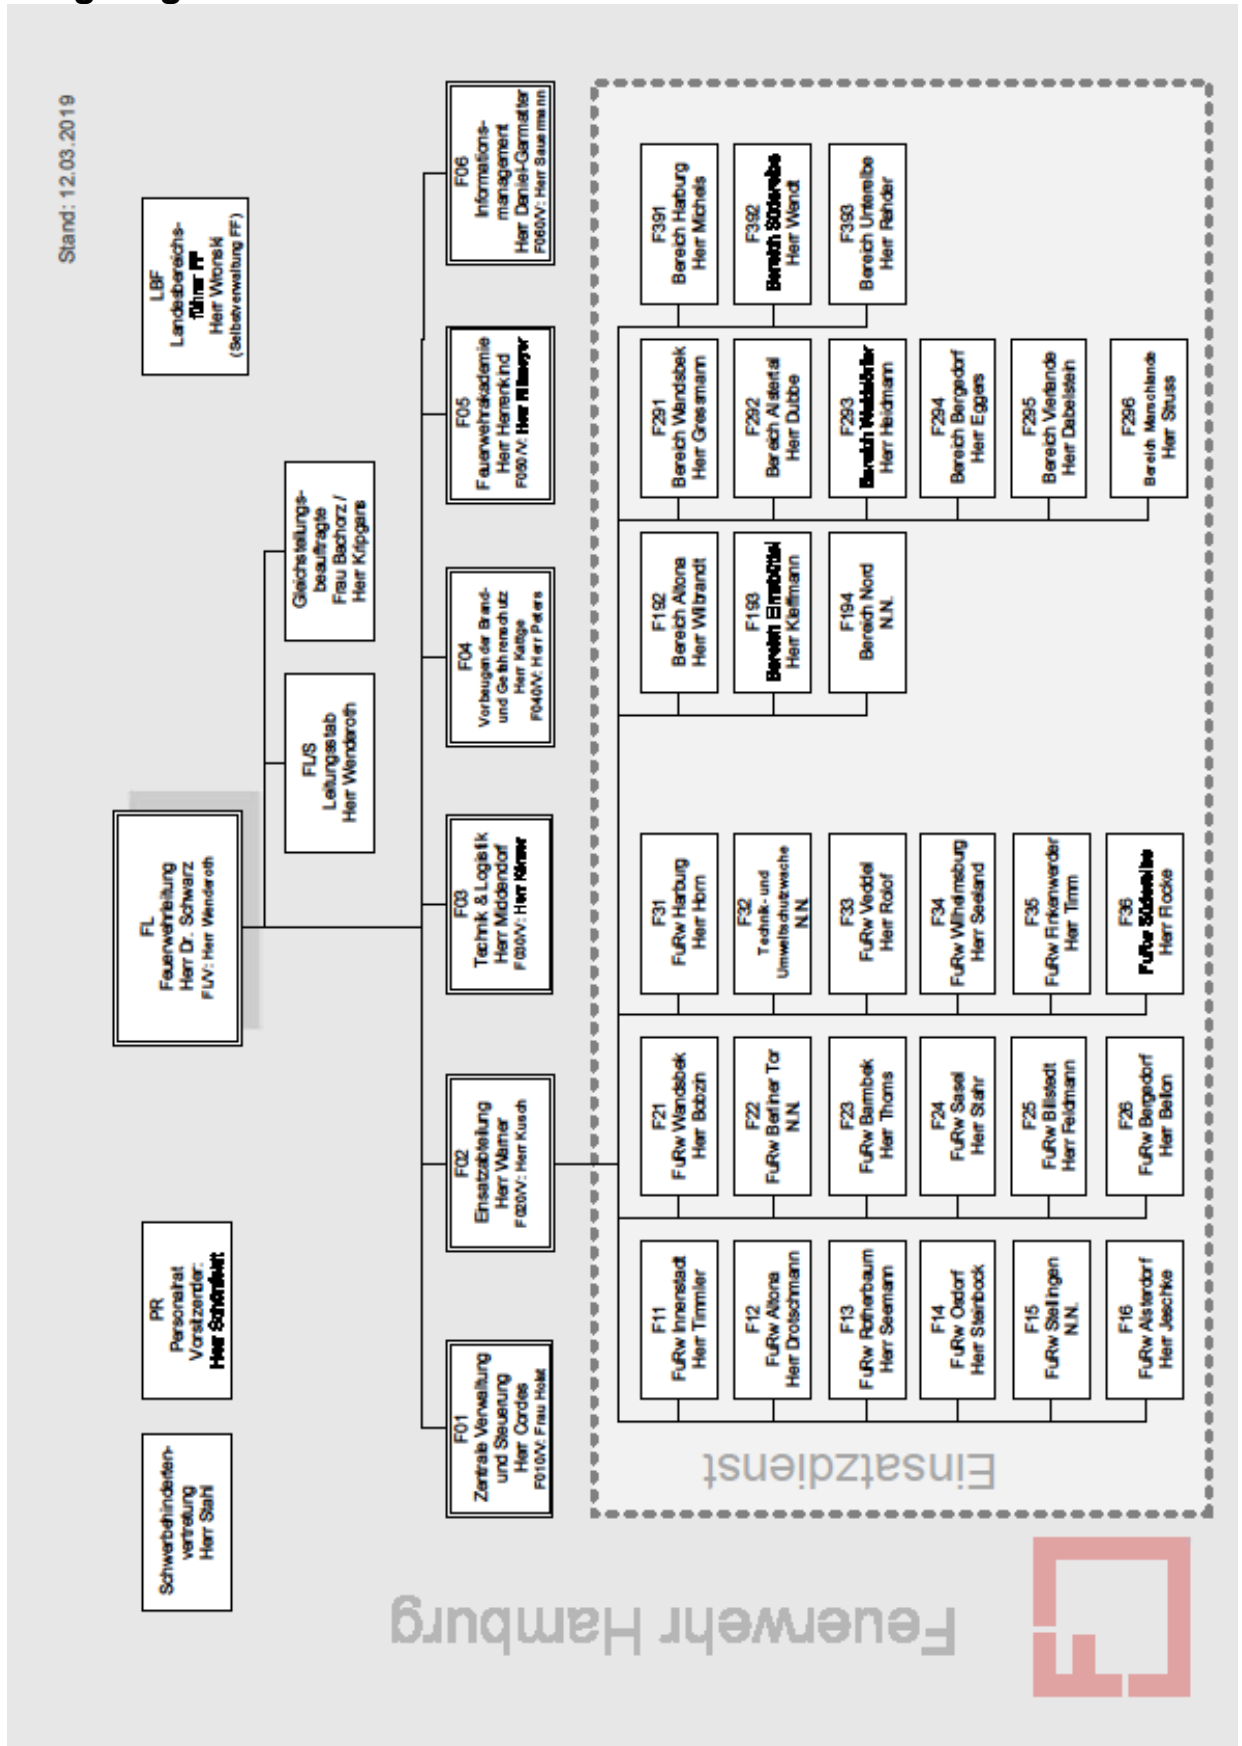 Stand: 12.03.2019
FL
Feuerwehrleitung
Herr Dr. Schwarz
FL/V: Herr Wenderoth
LBF
Landesbereichs-
führer FF
Herr Wronski
(Selbstverwaltung FF)
PR
Personalrat
Vorsitzender:
Schwerbehinderten-
vertretung
Herr Stahl
FL/S
Leitungsstab
Herr Wenderoth
Gleichstellungs-
beauftragte
Frau Bachorz /
Herr Kripgans
F01
Zentrale Verwaltung
und Steuerung
Herr Cordes
F010/V: Frau Holst
F02
Einsatzabteilung
Herr Warner
F020/V: Herr Kusch
F03
Technik & Logistik
Herr Middendorf
F030/V: Herr
F04
Vorbeugender Brand-
und Gefahrenschutz
Herr Kattge
F040/V: Herr Peters
F05
Feuerwehrakademie
Herr Herrenkind
F050/V: Herr
F06
Informations-
management
Herr Daniel-Garmatter
F060/V: Herr Sauermann
Einsatzdienst
F11
FuRw Innenstadt
Herr Timmler
F12
FuRw Altona
Herr Drotschmann
F13
FuRw Rotherbaum
Herr Seemann
F14
FuRw Osdorf
Herr Steinbock
F15
FuRw Stellingen
N.N.
F16
FuRw Alsterdorf
Herr Jeschke
F21
FuRw Wandsbek
Herr Bobzin
F22
FuRw Berliner Tor
N.N.
F23
FuRw Barmbek
Herr Thoms
F24
FuRw Sasel
Herr Stahr
F25
FuRw Billstedt
Herr Feldmann
F26
FuRw Bergedorf
Herr Bellon
F31
FuRw Harburg
Herr Horn
F32
Technik- und
Umweltschutzwache
N.N.
F33
FuRw Veddel
Herr Rolof
F34
FuRw Wilhelmsburg
Herr Seeland
F35
FuRw Finkenwerder
Herr Timm
F36
FuRw Süderelbe
Herr Flocke
F192
Bereich Altona
Herr Wilbrandt
F193
Bereich Eimsbüttel
Herr Kleffmann
F194
Bereich Nord
N.N.
F291
Bereich Wandsbek
Herr Gressmann
F292
Bereich Alstertal
Herr Dubbe
F293
Bereich Walddörfer
Herr Heidmann
F294
Bereich Bergedorf
Herr Eggers
F295
Bereich Vierlande
Herr Dabelstein
F296
Bereich Marschlande
Herr Struss
F391
Bereich Harburg
Herr Michels
F392
Bereich Süderelbe
Herr Wendt
F393
Bereich Unterelbe
Herr Rehder
Feuerwehr Hamburg
F